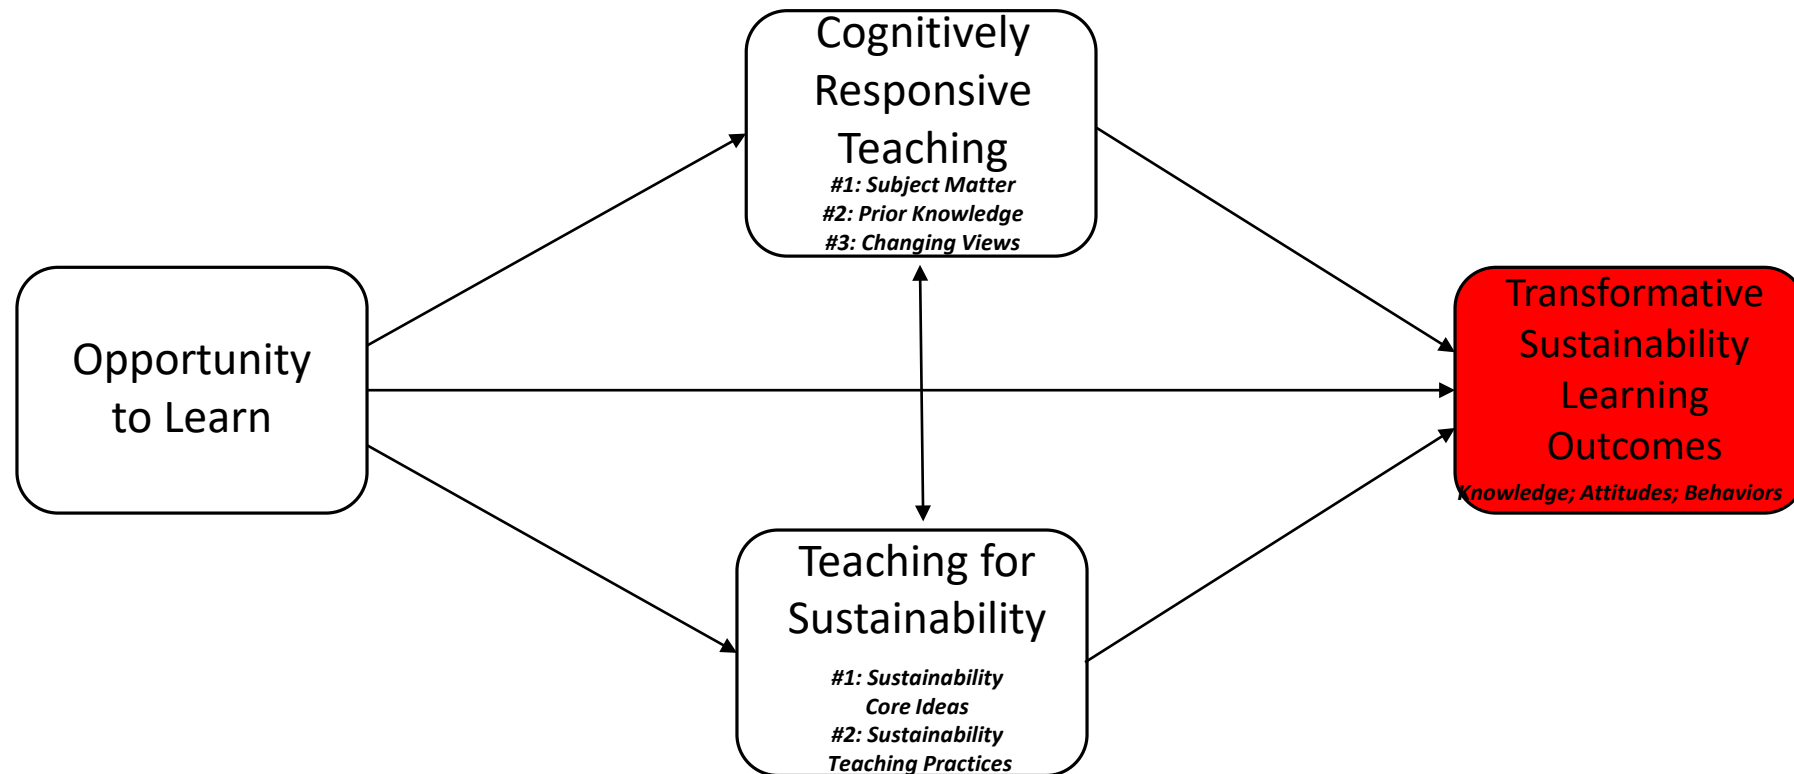 Cognitively
Responsive
Teaching
#1: Subject Matter
#2: Prior Knowledge
#3: Changing Views
Opportunity
to Learn
Transformative
Sustainability
Learning
Outcomes
Knowledge; Attitudes; Behaviors
Teaching for
Sustainability
#1: Sustainability
Core Ideas
#2: Sustainability
Teaching Practices